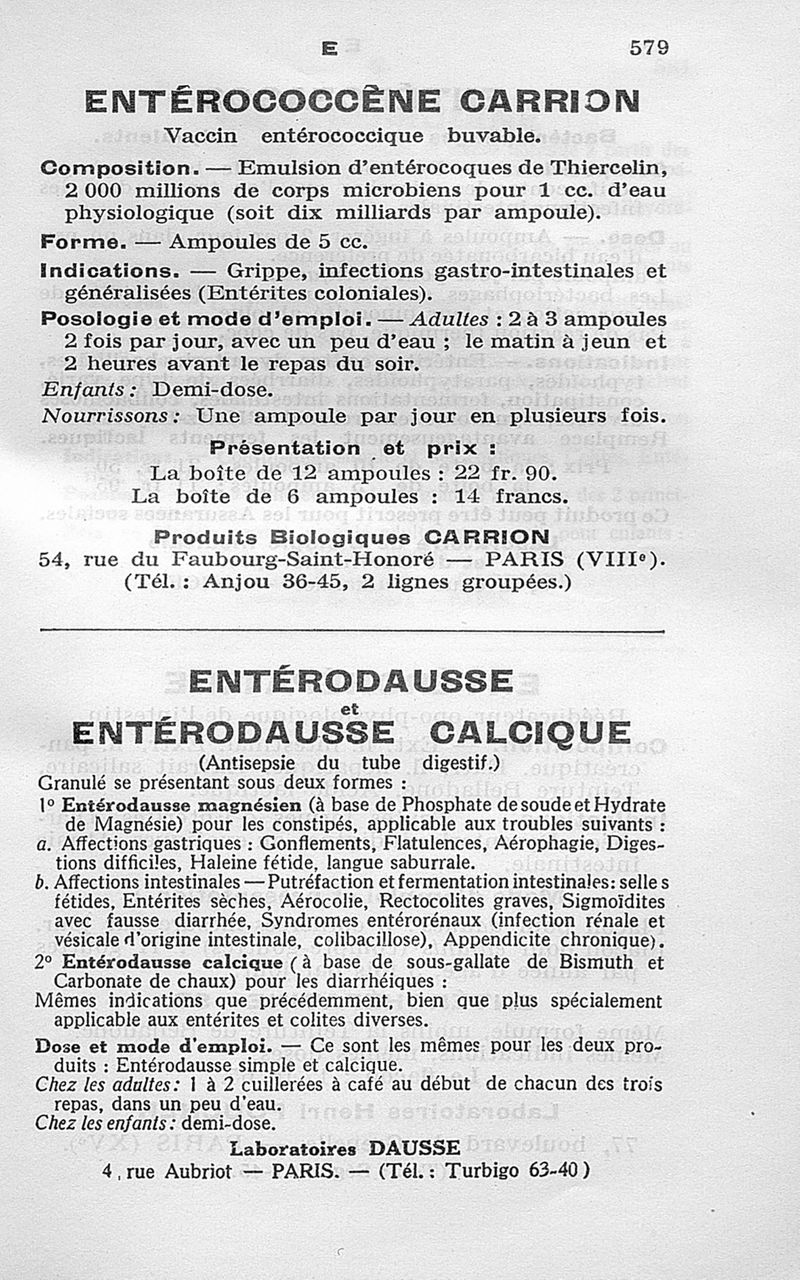 E
579
ENTÉROCOCCÈNE CARRION
Vaccin entérococcique buvable.
Composition. — Emulsion d'entérocoques de Thiercelin,
2 000 millions de corps microbiens pour 1 cc. d'eau
physiologique (soit dix milliards par ampoule).
Forme. — Ampoules de 5 cc.
Indications. — Grippe, infections gastro-intestinales et
généralisées (Entérites coloniales).
Posologie et mode d'emploi. — Adultes : 2 à 3 ampoules
2 fois par jour, avec un peu d'eau ; le matin à jeun et
2 heures avant le repas du soir.
Enfants : Demi-dose.
Nourrissons : Une ampoule par jour en plusieurs fois.
Présentation et prix :
La boîte de 12 ampoules : 22 fr. 90.
La boîte de 6 ampoules : 14 francs.
Produits Biologiques CARRION
54, rue du Faubourg-Saint-Honoré — PARIS (VIIIe).
(Tél. : Anjou 36-45, 2 lignes groupées.)
ENTÉRODAUSSE
et
ENTÉRODAUSSE CALCIQUE
(Antisepsie du tube digestif.)
Granulé se présentant sous deux formes :
1º Entérodausse magnésien (à base de Phosphate de soude et Hydrate
de Magnésie) pour les constipés, applicable aux troubles suivants :
a. Affections gastriques : Gonflements, Flatulences, Aérophagie, Diges-
tions difficiles, Haleine fétide, langue saburrale.
b. Affections intestinales — Putréfaction et fermentation intestinales: selle s
fétides, Entérites sèches, Aérocolie, Rectocolites graves, Sigmoïdites
avec fausse diarrhée, Syndromes entérorénaux (infection rénale et
vésicale d'origine intestinale, colibacillose), Appendicite chronique).
2º Entérodausse calcique (à base de sous-gallate de Bismuth et
Carbonate de chaux) pour les diarrhéiques :
Mêmes indications que précédemment, bien que plus spécialement
applicable aux entérites et colites diverses.
Dose et mode d'emploi. — Ce sont les mêmes pour les deux pro-
duits : Entérodausse simple et calcique.
Chez les adultes : 1 à 2 cuillerées à café au début de chacun des trois
repas, dans un peu d'eau.
Chez les enfants : demi-dose.
Laboratoires DAUSSE
4, rue Aubriot — PARIS. — (Tél. : Turbigo 63-40)